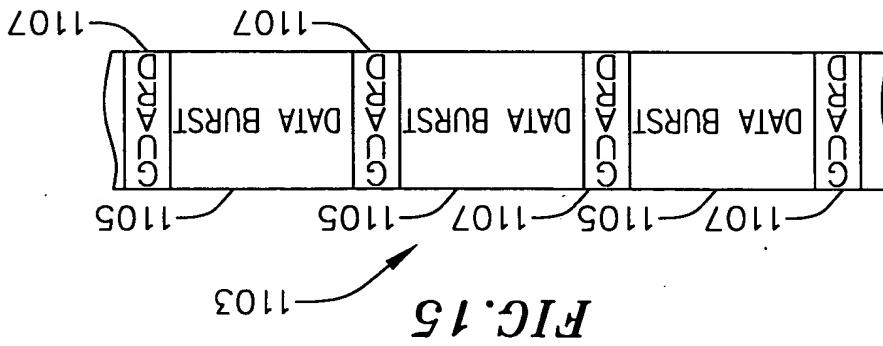 FIG. 15
1103
1107 1105 1107 1105 1105
GUARD DATA BURST GUARD DATA BURST GUARD DATA BURST GUARD
1107 1107